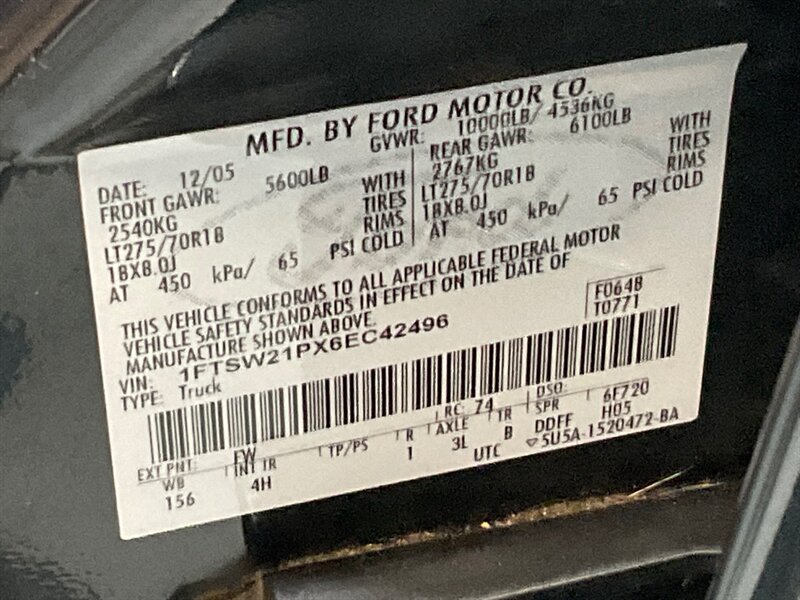 MFD. BY FORD MOTOR CO.
DATE: 12/05 GVWR: 10000LB/ 4536KG
FRONT GAWR: 5600LB REAR GAWR: 6100LB
2540KG WITH 2767KG WITH
LT275/70R18 TIRES LT275/70R18 TIRES
18X8.0J RIMS 18X8.0J RIMS
AT 450 kPa/ 65 PSI COLD AT 450 kPa/ 65 PSI COLD
THIS VEHICLE CONFORMS TO ALL APPLICABLE FEDERAL MOTOR
VEHICLE SAFETY STANDARDS IN EFFECT ON THE DATE OF
MANUFACTURE SHOWN ABOVE.
F0648
T0771
VIN: 1FTSW21PX6EC42496
TYPE: Truck
EXT PNT: FW RC: 74 DSO: 6F720
WB INT TR TP/PS R AXLE TR SPR H05
156 4H 1 3L B DDFF
UTC 5U5A-1520472-BA